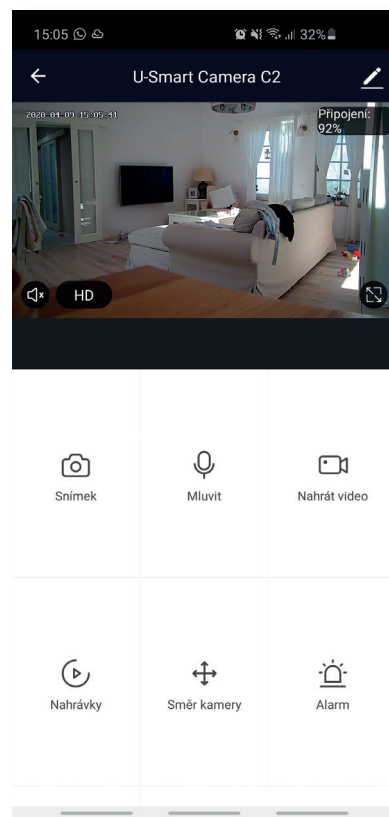 15:05 32%
U-Smart Camera C2
2020-04-09 15:05:41
Připojení:
92%
HD
Snímek Mluvit Nahrát video
Nahrávky Směr kamery Alarm